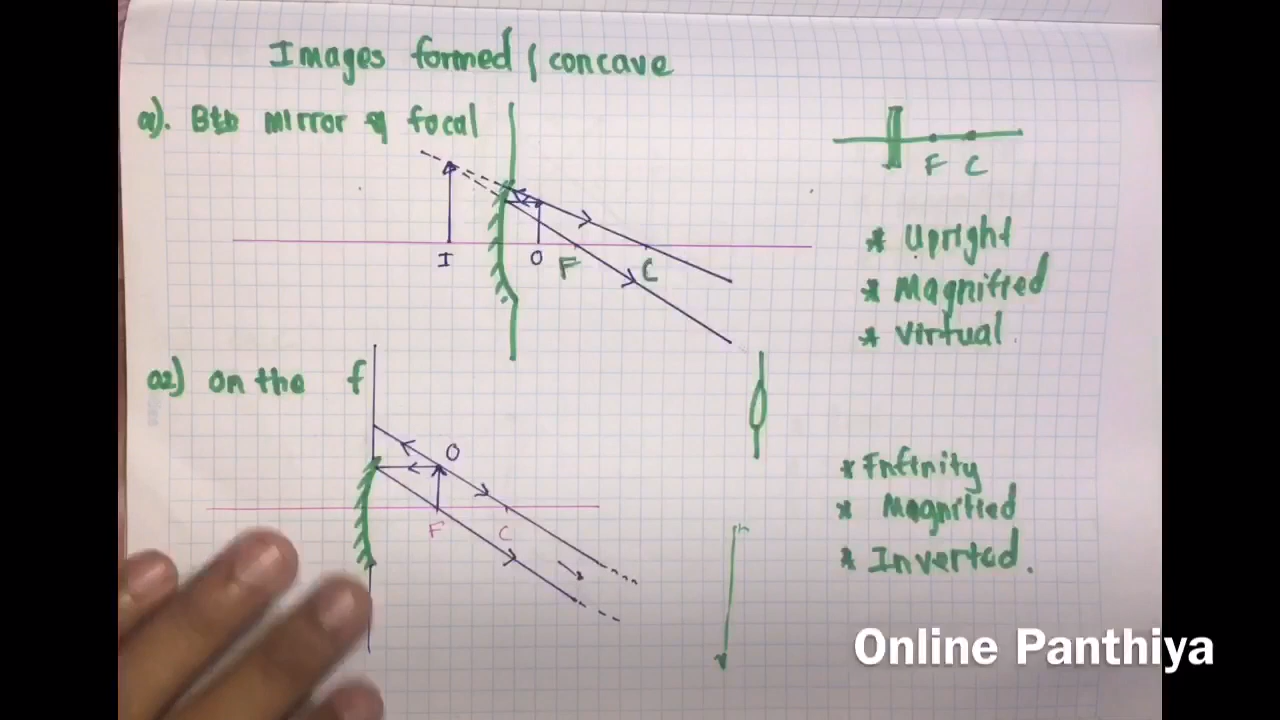 Images formed / concave
a). Btb mirror & focal
F C
I O F C
* Upright
* Magnified
* Virtual
a2) on the f
O
F C
* Infinity
* Magnified
* Inverted.
Online Panthiya